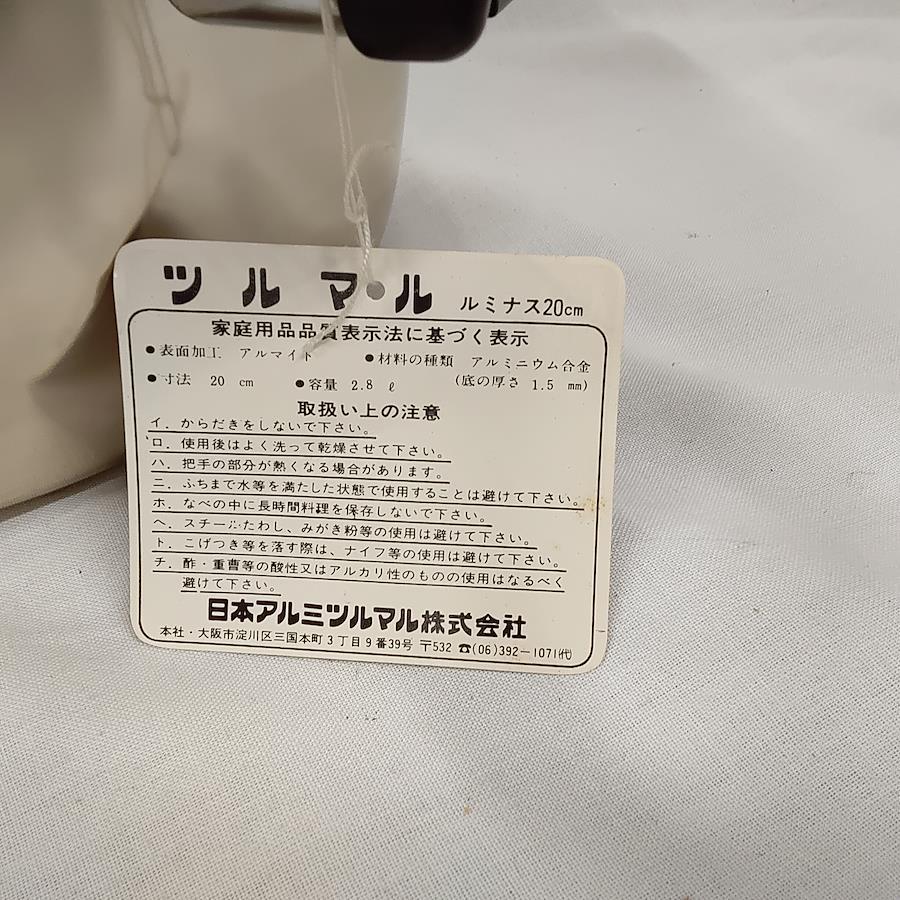 ツルマル ルミナス20cm
家庭用品品質表示法に基づく表示
●表面加工 アルマイト ●材料の種類 アルミニウム合金
●寸法 20 cm ●容量 2.8 ℓ (底の厚さ 1.5 mm)
取扱い上の注意
イ．からだきをしないで下さい。
ロ．使用後はよく洗って乾燥させて下さい。
ハ．把手の部分が熱くなる場合があります。
ニ．ふちまで水等を満たした状態で使用することは避けて下さい。
ホ．なべの中に長時間料理を保存しないで下さい。
ヘ．スチールたわし、みがき粉等の使用は避けて下さい。
ト．こげつき等を落す際は、ナイフ等の使用は避けて下さい。
チ．酢・重曹等の酸性又はアルカリ性のものの使用はなるべく
避けて下さい。
日本アルミツルマル株式会社
本社・大阪市淀川区三国本町3丁目9番39号 〒532 ☎(06)392－1071(代)